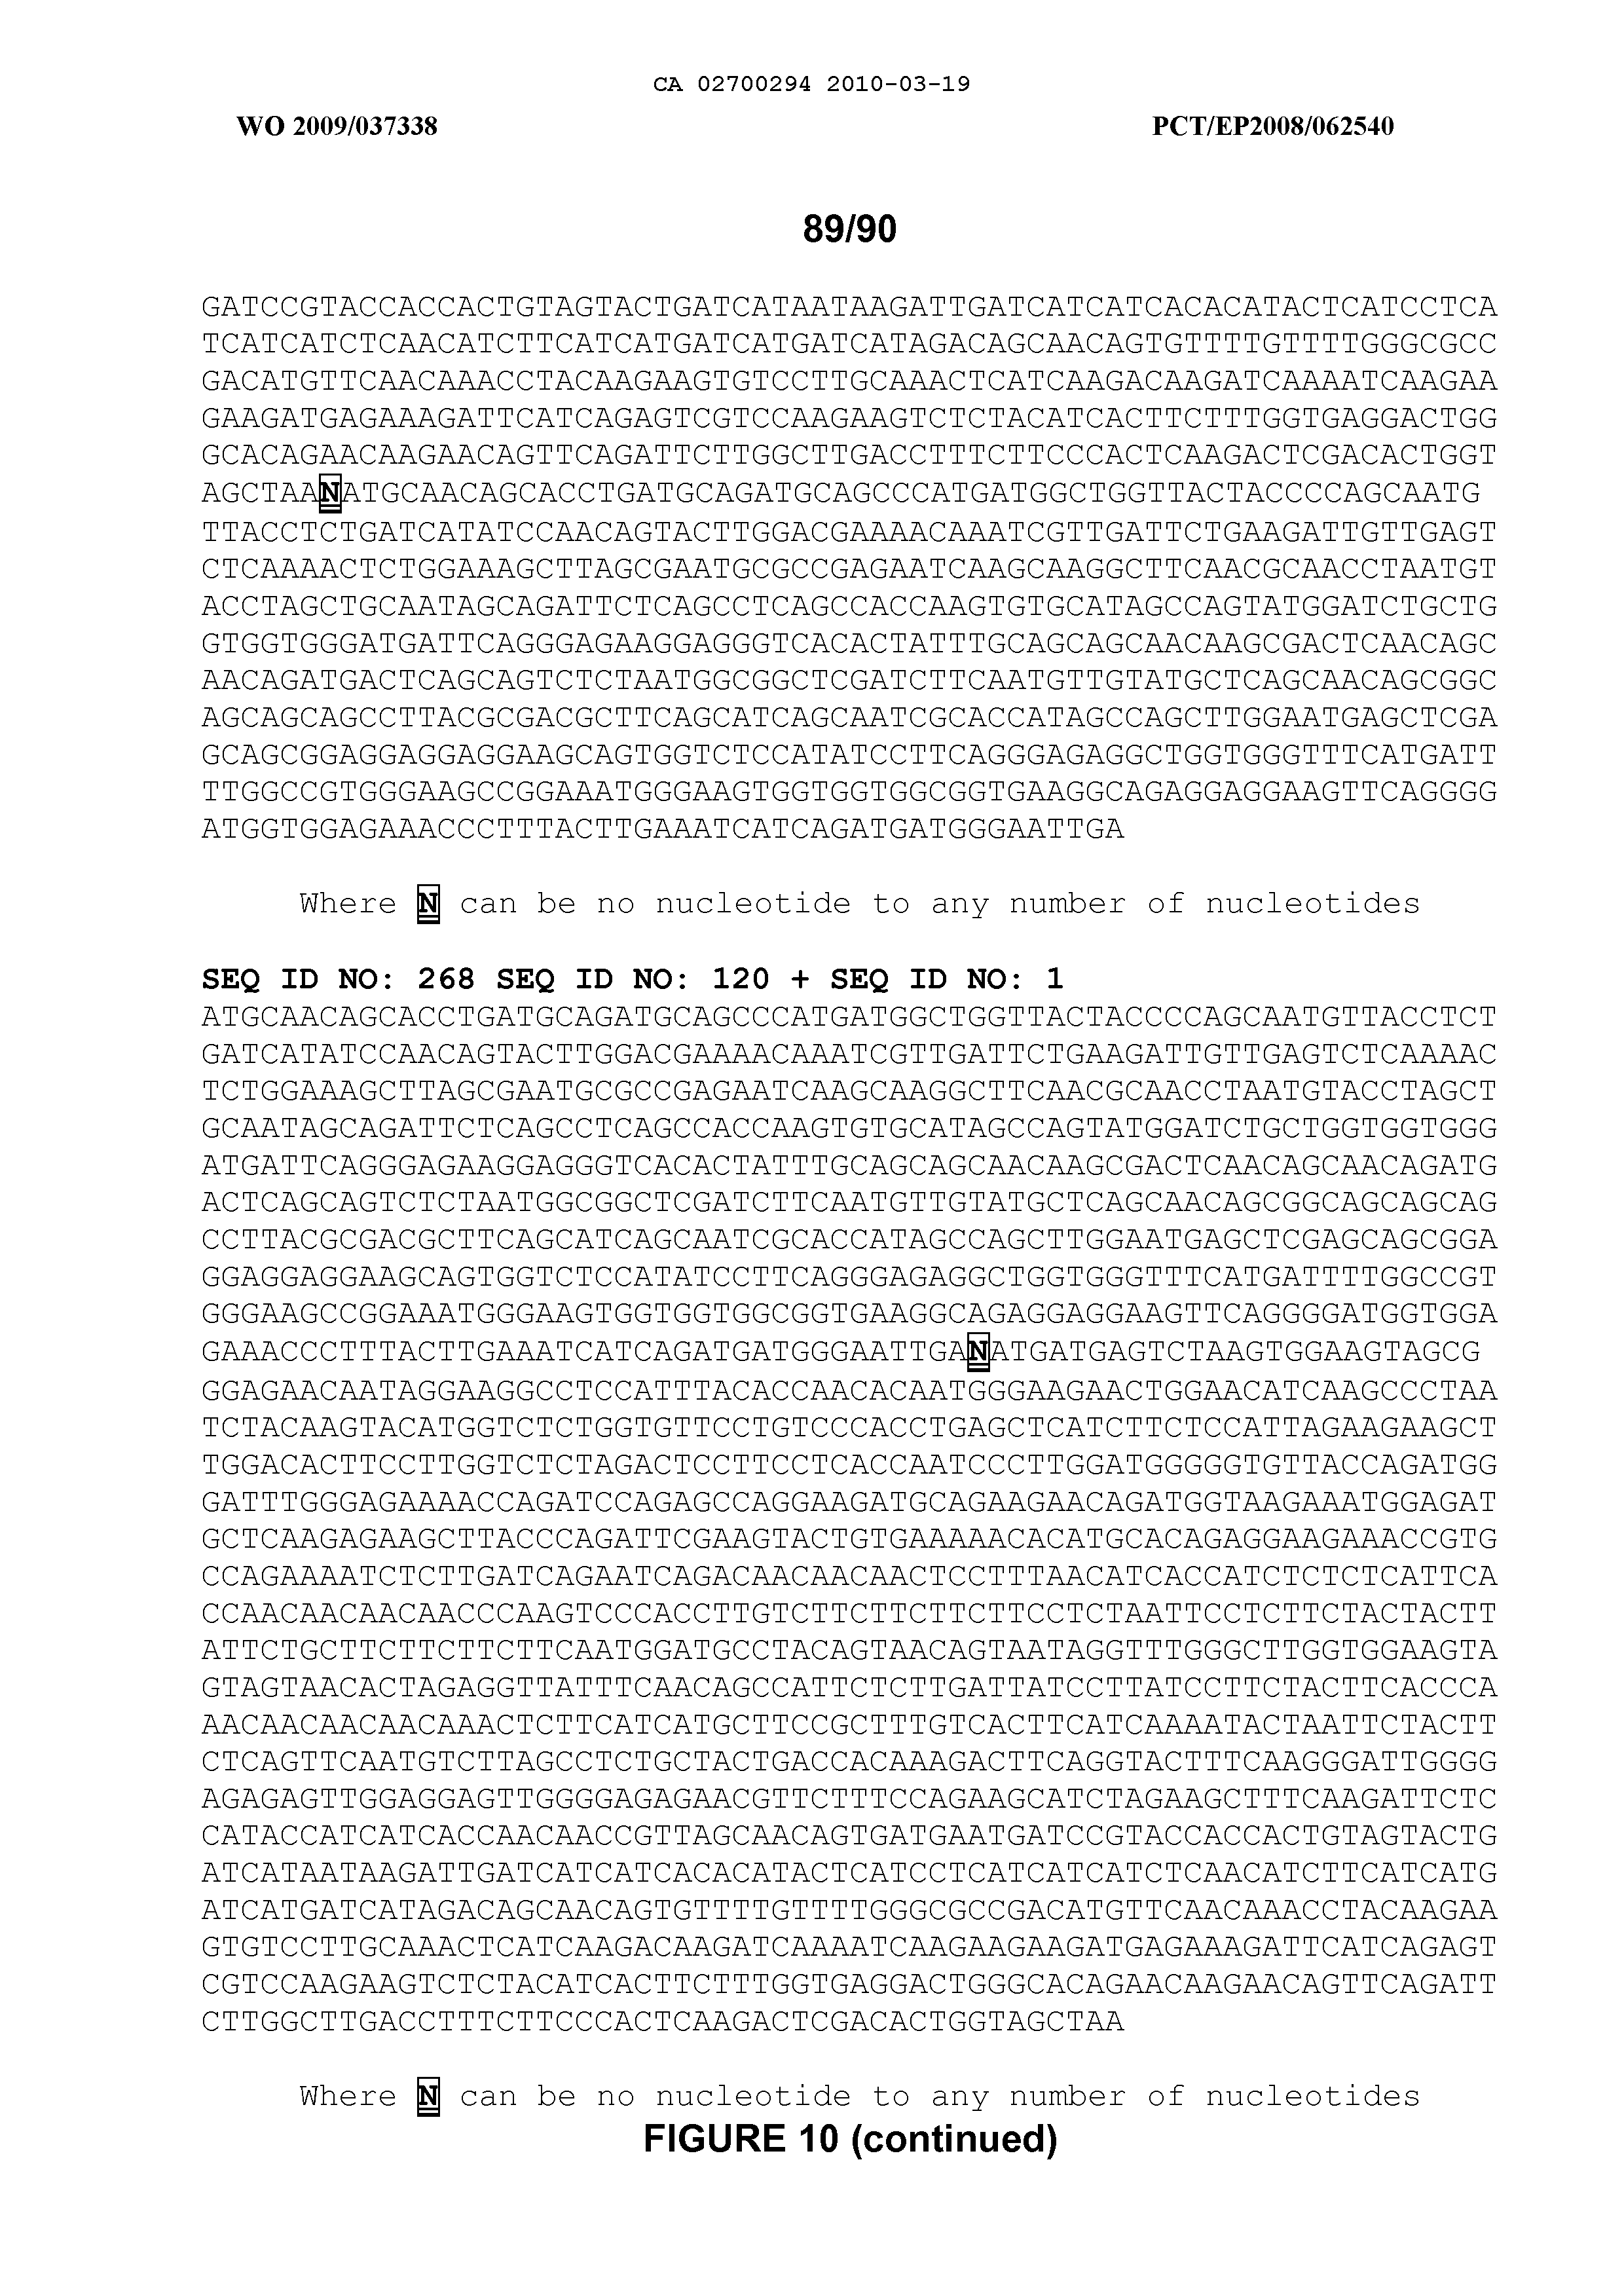 CA 02700294 2010-03-19
WO 2009/037338 PCT/EP2008/062540
89/90
GATCCGTACCACCACTGTAGTACTGATCATAATAAGATTGATCATCATCACACATACTCATCCTCA
TCATCATCTCAACATCTTCATCATGATCATGATCATAGACAGCAACAGTGTTTTGTTTTGGGCGCC
GACATGTTCAACAAACCTACAAGAAGTGTCCTTGCAAACTCATCAAGACAAGATCAAAATCAAGAA
GAAGATGAGAAAGATTCATCAGAGTCGTCCAAGAAGTCTCTACATCACTTCTTTGGTGAGGACTGG
GCACAGAACAAGAACAGTTCAGATTCTTGGCTTGACCTTTCTTCCCACTCAAGACTCGACACTGGT
AGCTAANATGCAACAGCACCTGATGCAGATGCAGCCCATGATGGCTGGTTACTACCCCAGCAATG
TTACCTCTGATCATATCCAACAGTACTTGGACGAAAACAAATCGTTGATTCTGAAGATTGTTGAGT
CTCAAAACTCTGGAAAGCTTAGCGAATGCGCCGAGAATCAAGCAAGGCTTCAACGCAACCTAATGT
ACCTAGCTGCAATAGCAGATTCTCAGCCTCAGCCACCAAGTGTGCATAGCCAGTATGGATCTGCTG
GTGGTGGGATGATTCAGGGAGAAGGAGGGTCACACTATTTGCAGCAGCAACAAGCGACTCAACAGC
AACAGATGACTCAGCAGTCTCTAATGGCGGCTCGATCTTCAATGTTGTATGCTCAGCAACAGCGGC
AGCAGCAGCCTTACGCGACGCTTCAGCATCAGCAATCGCACCATAGCCAGCTTGGAATGAGCTCGA
GCAGCGGAGGAGGAGGAAGCAGTGGTCTCCATATCCTTCAGGGAGAGGCTGGTGGGTTTCATGATT
TTGGCCGTGGGAAGCCGGAAATGGGAAGTGGTGGTGGCGGTGAAGGCAGAGGAGGAAGTTCAGGGG
ATGGTGGAGAAACCCTTTACTTGAAATCATCAGATGATGGGAATTGA
Where N can be no nucleotide to any number of nucleotides
SEQ ID NO: 268 SEQ ID NO: 120 + SEQ ID NO: 1
ATGCAACAGCACCTGATGCAGATGCAGCCCATGATGGCTGGTTACTACCCCAGCAATGTTACCTCT
GATCATATCCAACAGTACTTGGACGAAAACAAATCGTTGATTCTGAAGATTGTTGAGTCTCAAAAC
TCTGGAAAGCTTAGCGAATGCGCCGAGAATCAAGCAAGGCTTCAACGCAACCTAATGTACCTAGCT
GCAATAGCAGATTCTCAGCCTCAGCCACCAAGTGTGCATAGCCAGTATGGATCTGCTGGTGGTGGG
ATGATTCAGGGAGAAGGAGGGTCACACTATTTGCAGCAGCAACAAGCGACTCAACAGCAACAGATG
ACTCAGCAGTCTCTAATGGCGGCTCGATCTTCAATGTTGTATGCTCAGCAACAGCGGCAGCAGCAG
CCTTACGCGACGCTTCAGCATCAGCAATCGCACCATAGCCAGCTTGGAATGAGCTCGAGCAGCGGA
GGAGGAGGAAGCAGTGGTCTCCATATCCTTCAGGGAGAGGCTGGTGGGTTTCATGATTTTGGCCGT
GGGAAGCCGGAAATGGGAAGTGGTGGTGGCGGTGAAGGCAGAGGAGGAAGTTCAGGGGATGGTGGA
GAAACCCTTTACTTGAAATCATCAGATGATGGGAATTGANATGATGAGTCTAAGTGGAAGTAGCG
GGAGAACAATAGGAAGGCCTCCATTTACACCAACACAATGGGAAGAACTGGAACATCAAGCCCTAA
TCTACAAGTACATGGTCTCTGGTGTTCCTGTCCCACCTGAGCTCATCTTCTCCATTAGAAGAAGCT
TGGACACTTCCTTGGTCTCTAGACTCCTTCCTCACCAATCCCTTGGATGGGGGTGTTACCAGATGG
GATTTGGGAGAAAACCAGATCCAGAGCCAGGAAGATGCAGAAGAACAGATGGTAAGAAATGGAGAT
GCTCAAGAGAAGCTTACCCAGATTCGAAGTACTGTGAAAAACACATGCACAGAGGAAGAAACCGTG
CCAGAAAATCTCTTGATCAGAATCAGACAACAACAACTCCTTTAACATCACCATCTCTCTCATTCA
CCAACAACAACAACCCAAGTCCCACCTTGTCTTCTTCTTCTTCCTCTAATTCCTCTTCTACTACTT
ATTCTGCTTCTTCTTCTTCAATGGATGCCTACAGTAACAGTAATAGGTTTGGGCTTGGTGGAAGTA
GTAGTAACACTAGAGGTTATTTCAACAGCCATTCTCTTGATTATCCTTATCCTTCTACTTCACCCA
AACAACAACAACAAACTCTTCATCATGCTTCCGCTTTGTCACTTCATCAAAATACTAATTCTACTT
CTCAGTTCAATGTCTTAGCCTCTGCTACTGACCACAAAGACTTCAGGTACTTTCAAGGGATTGGGG
AGAGAGTTGGAGGAGTTGGGGAGAGAACGTTCTTTCCAGAAGCATCTAGAAGCTTTCAAGATTCTC
CATACCATCATCACCAACAACCGTTAGCAACAGTGATGAATGATCCGTACCACCACTGTAGTACTG
ATCATAATAAGATTGATCATCATCACACATACTCATCCTCATCATCATCTCAACATCTTCATCATG
ATCATGATCATAGACAGCAACAGTGTTTTGTTTTGGGCGCCGACATGTTCAACAAACCTACAAGAA
GTGTCCTTGCAAACTCATCAAGACAAGATCAAAATCAAGAAGAAGATGAGAAAGATTCATCAGAGT
CGTCCAAGAAGTCTCTACATCACTTCTTTGGTGAGGACTGGGCACAGAACAAGAACAGTTCAGATT
CTTGGCTTGACCTTTCTTCCCACTCAAGACTCGACACTGGTAGCTAA
Where N can be no nucleotide to any number of nucleotides
FIGURE 10 (continued)